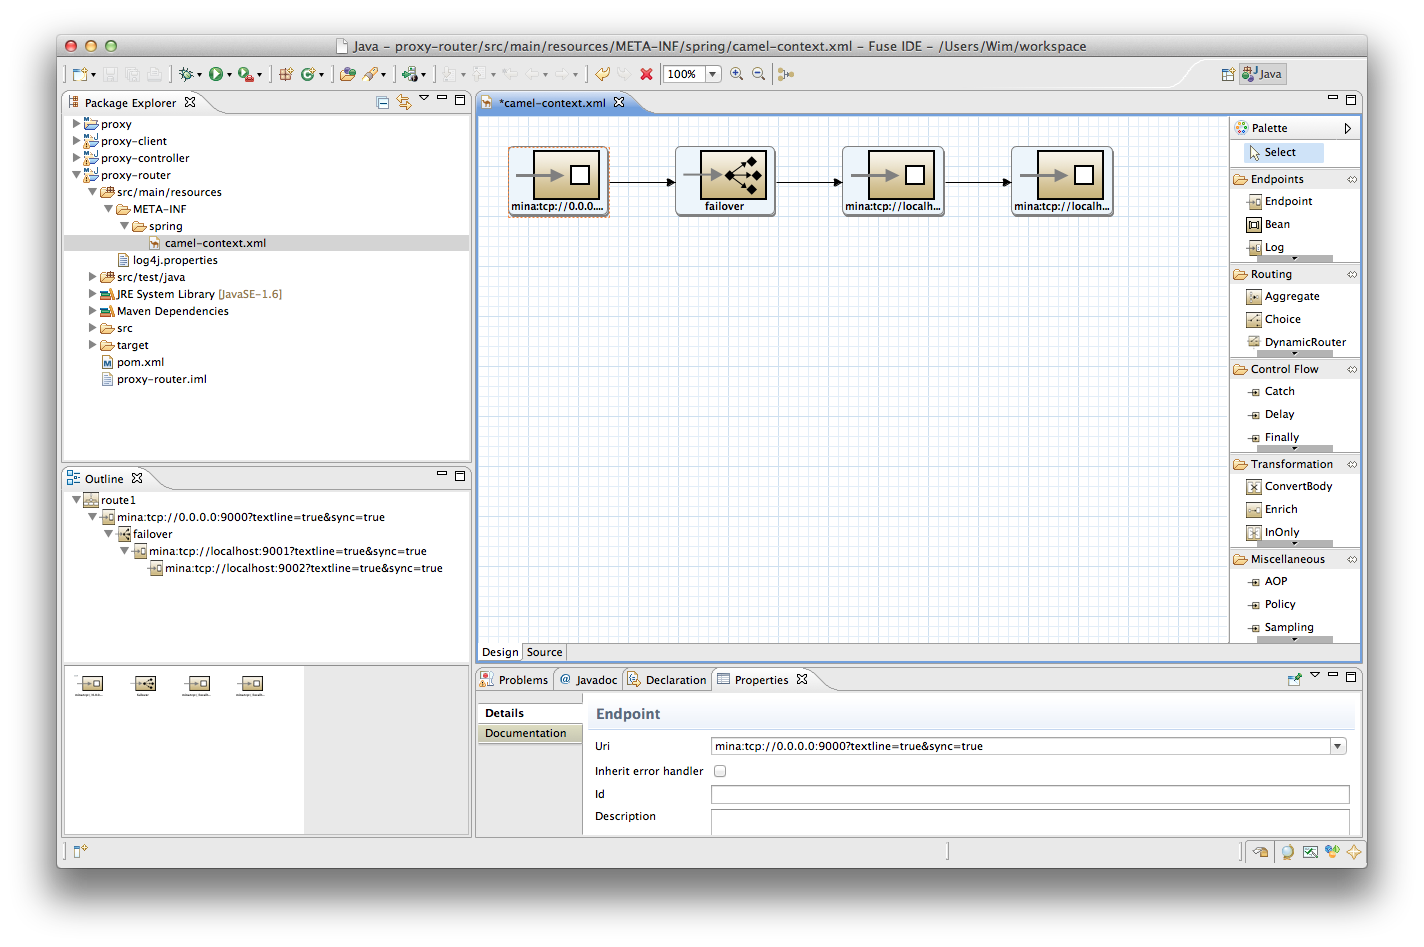 Java – proxy-router/src/main/resources/META-INF/spring/camel-context.xml – Fuse IDE – /Users/Wim/workspace
100%
Java
Package Explorer
proxy
proxy-client
proxy-controller
proxy-router
src/main/resources
META-INF
spring
camel-context.xml
log4j.properties
src/test/java
JRE System Library [JavaSE-1.6]
Maven Dependencies
src
target
pom.xml
proxy-router.iml
Outline
route1
mina:tcp://0.0.0.0:9000?textline=true&sync=true
failover
mina:tcp://localhost:9001?textline=true&sync=true
mina:tcp://localhost:9002?textline=true&sync=true
*camel-context.xml
mina:tcp://0.0.0....
failover
mina:tcp://localh...
mina:tcp://localh...
Design Source
Palette
Select
Endpoints
Endpoint
Bean
Log
Routing
Aggregate
Choice
DynamicRouter
Control Flow
Catch
Delay
Finally
Transformation
ConvertBody
Enrich
InOnly
Miscellaneous
AOP
Policy
Sampling
Problems @ Javadoc Declaration Properties
Details
Documentation
Endpoint
Uri mina:tcp://0.0.0.0:9000?textline=true&sync=true
Inherit error handler
Id
Description